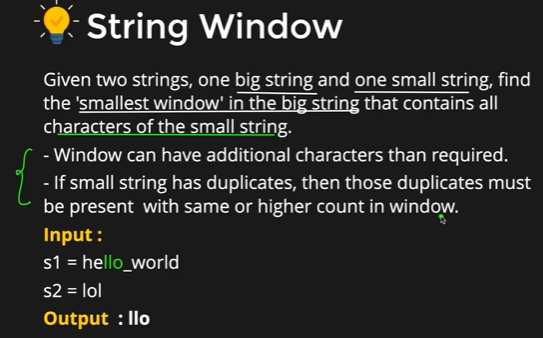 String Window
Given two strings, one big string and one small string, find
the 'smallest window' in the big string that contains all
characters of the small string.
- Window can have additional characters than required.
- If small string has duplicates, then those duplicates must
be present with same or higher count in window.
Input :
s1 = hello_world
s2 = lol
Output : llo